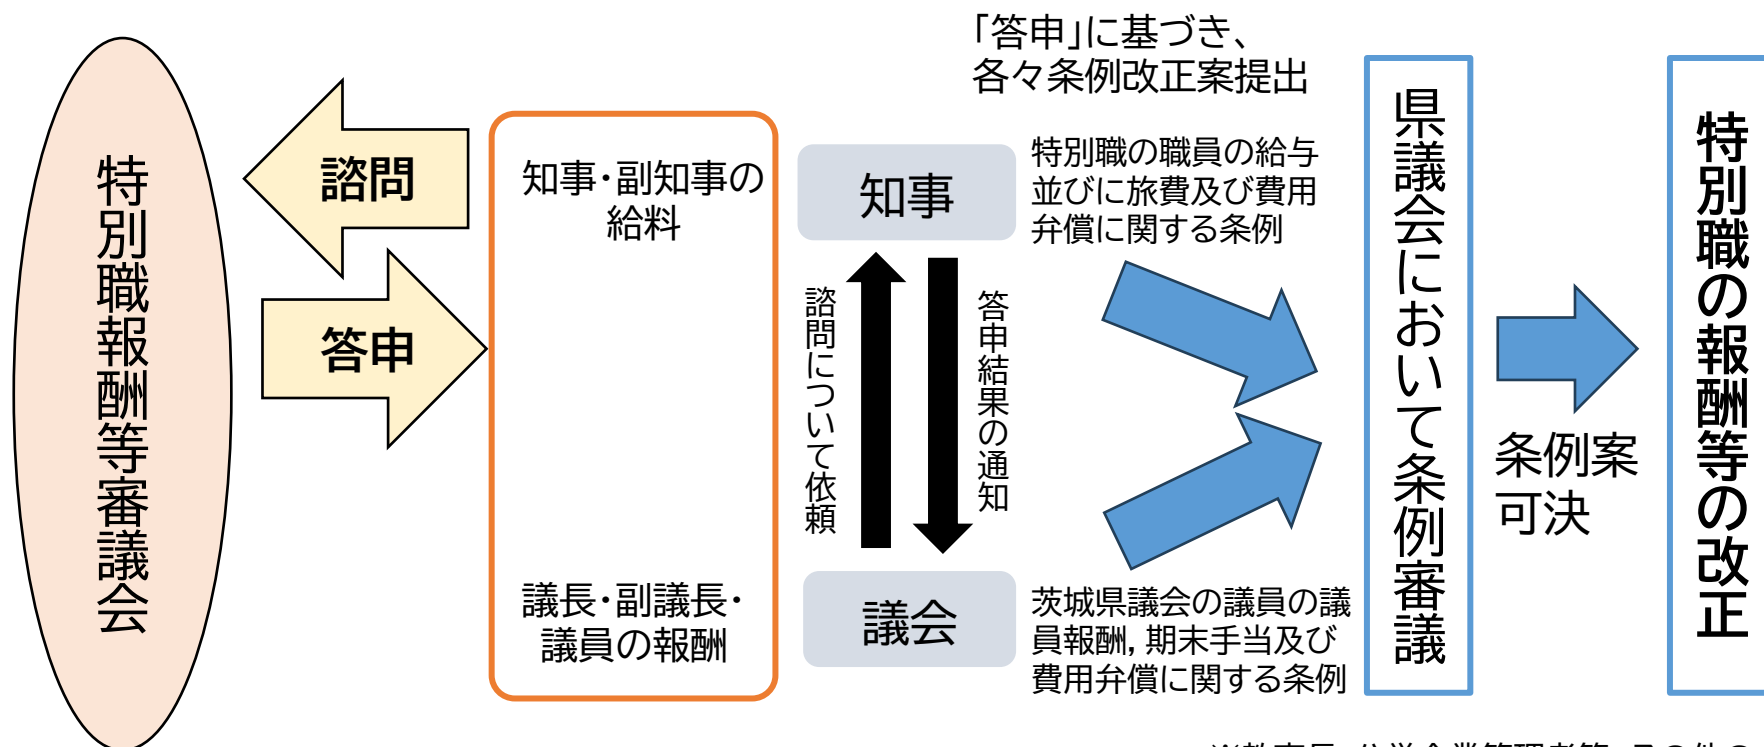 特別職報酬等審議会
諮問
答申
知事・副知事の
給料
議長・副議長・
議員の報酬
知事
諮問について依頼
答申結果の通知
議会
「答申」に基づき、
各々条例改正案提出
特別職の職員の給与
並びに旅費及び費用
弁償に関する条例
茨城県議会の議員の議
員報酬，期末手当及び
費用弁償に関する条例
県議会において条例審議
条例案
可決
特別職の報酬等の改正